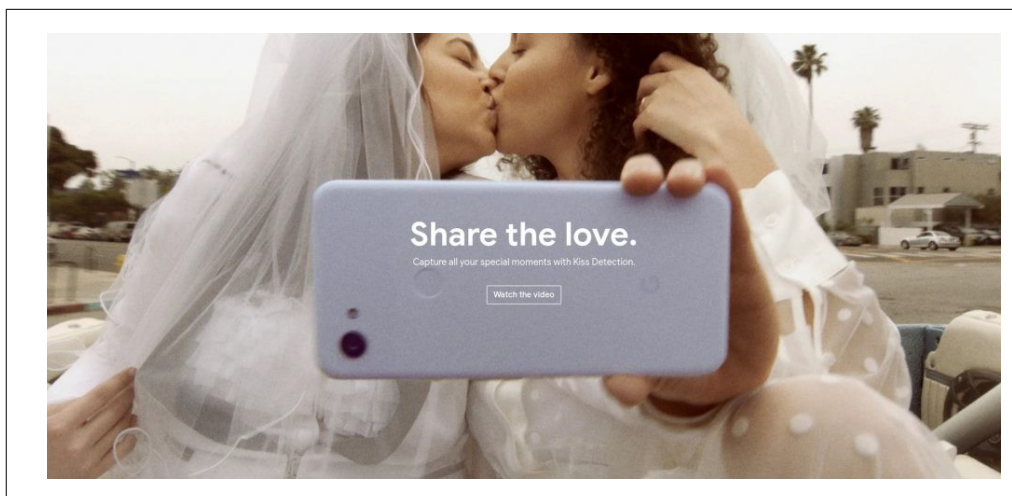 Share the love.
Capture all your special moments with Kiss Detection.
Watch the video